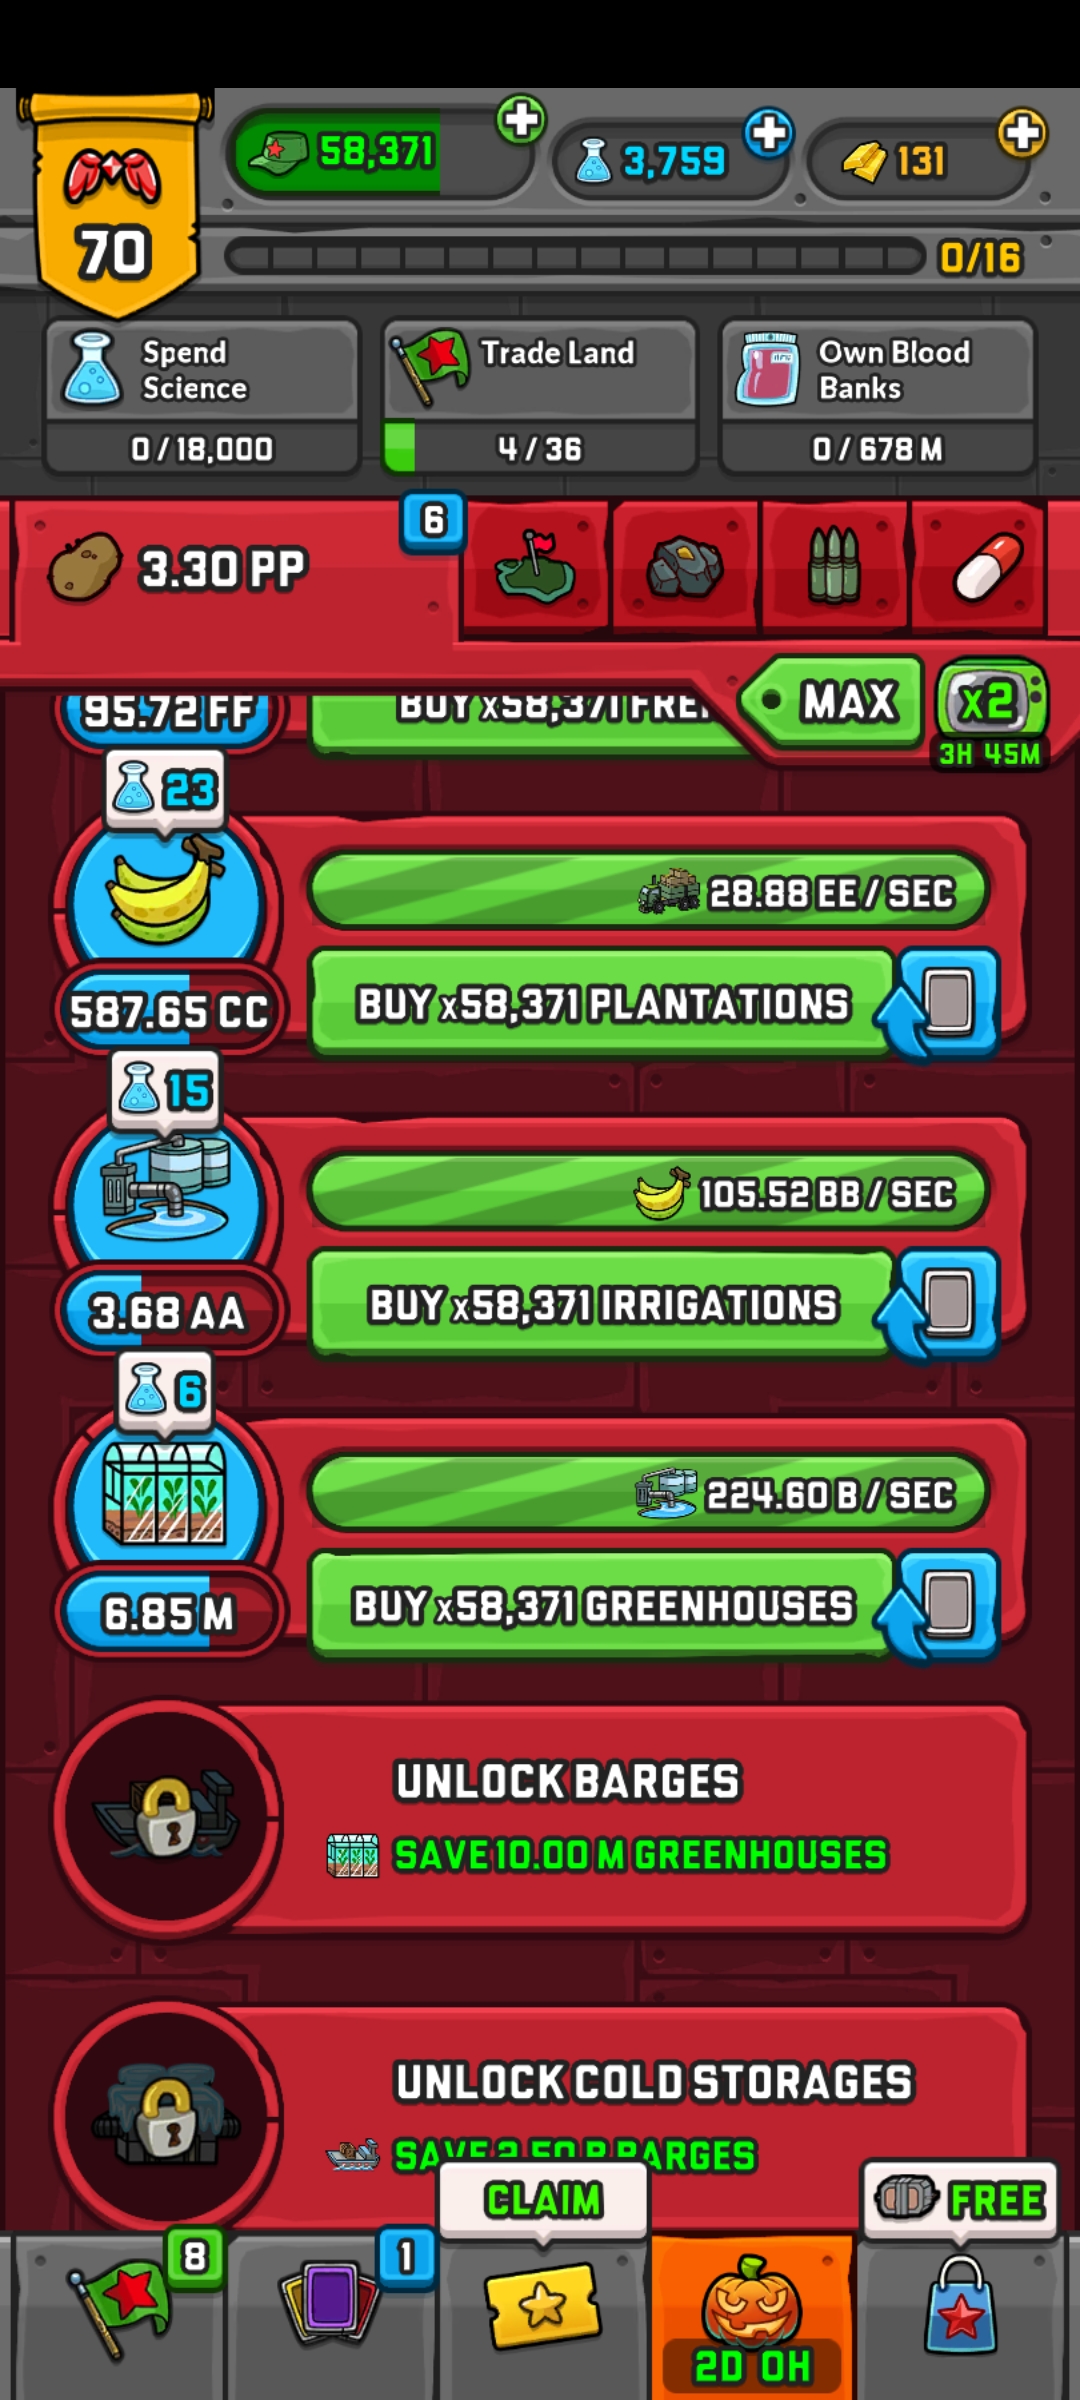 70
58,371
3,759
131
0/16
Spend
Science
0 / 18,000
Trade Land
4 / 36
Own Blood
Banks
0 / 678 M
3.30 PP
6
MAX
x2
3H 45M
95.72 FF
BUY x58,371
23
28.88 EE / SEC
587.65 CC
BUY x58,371 PLANTATIONS
15
105.52 BB / SEC
3.68 AA
BUY x58,371 IRRIGATIONS
6
224.60 B / SEC
6.85 M
BUY x58,371 GREENHOUSES
UNLOCK BARGES
SAVE 10.00 M GREENHOUSES
UNLOCK COLD STORAGES
SAVE 2.50 B BARGES
CLAIM
FREE
8
1
2D 0H